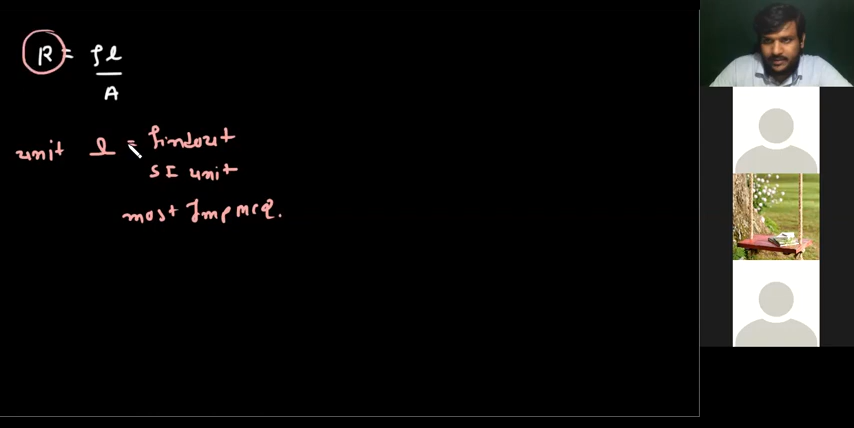 R = ρl
A
unit l = findout
SI unit
most Imp MCQ.